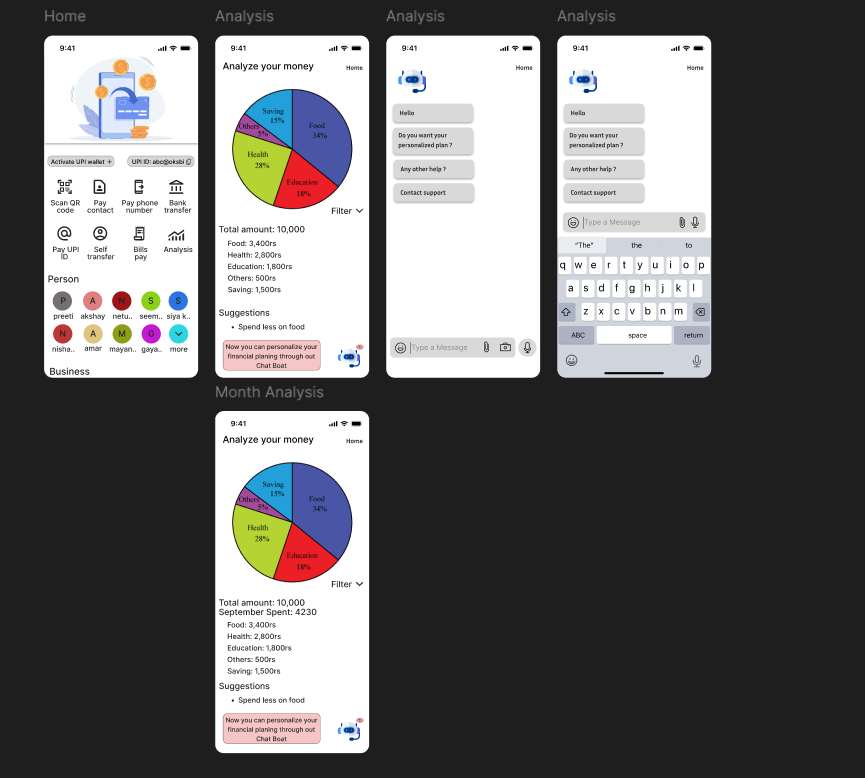 Home
9:41
Activate UPI wallet +
UPI ID: abc@oksbi
Scan QR code
Pay contact
Pay phone number
Bank transfer
Pay UPI ID
Self transfer
Bills pay
Analysis
Person
P
A
N
S
S
preeti
akshay
netu..
seem..
siya k..
N
A
M
G
nisha..
amar
mayan..
gaya..
more
Business
Analysis
9:41
Analyze your money
Home
Saving
15%
Food
34%
Others
5%
Health
28%
Education
18%
Filter
Total amount: 10,000
Food: 3,400rs
Health: 2,800rs
Education: 1,800rs
Others: 500rs
Saving: 1,500rs
Suggestions
• Spend less on food
Now you can personalize your
financial planing through out
Chat Boat
Analysis
9:41
Home
Hello
Do you want your
personalized plan ?
Any other help ?
Contact support
Type a Message
Analysis
9:41
Home
Hello
Do you want your
personalized plan ?
Any other help ?
Contact support
Type a Message
"The" the to
q w e r t y u i o p
a s d f g h j k l
z x c v b n m
ABC space return
Month Analysis
9:41
Analyze your money
Home
Saving
15%
Food
34%
Others
5%
Health
28%
Education
18%
Filter
Total amount: 10,000
September Spent: 4230
Food: 3,400rs
Health: 2,800rs
Education: 1,800rs
Others: 500rs
Saving: 1,500rs
Suggestions
• Spend less on food
Now you can personalize your
financial planing through out
Chat Boat